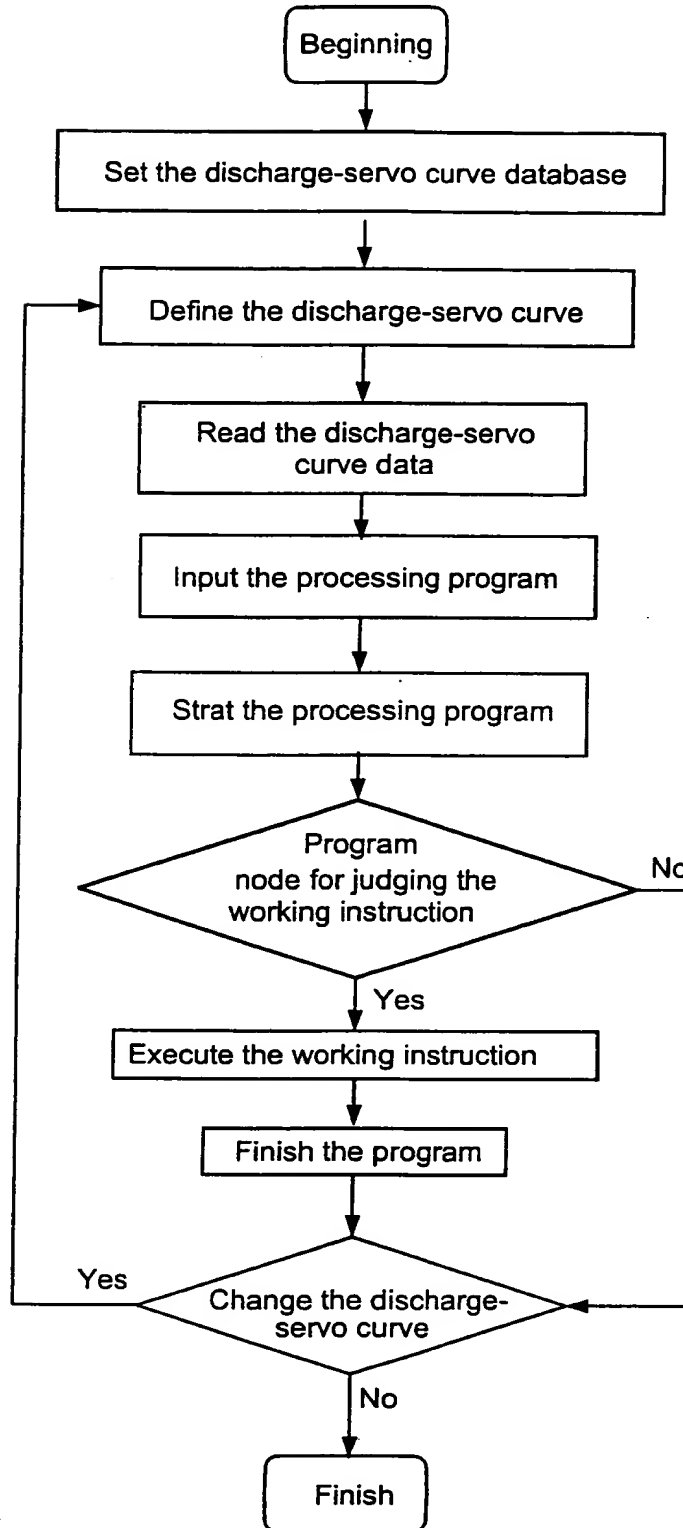 Beginning
Set the discharge-servo curve database
Define the discharge-servo curve
Read the discharge-servo
curve data
Input the processing program
Strat the processing program
Program
node for judging the
working instruction
No
Yes
Execute the working instruction
Finish the program
Yes
Change the discharge-
servo curve
No
Finish